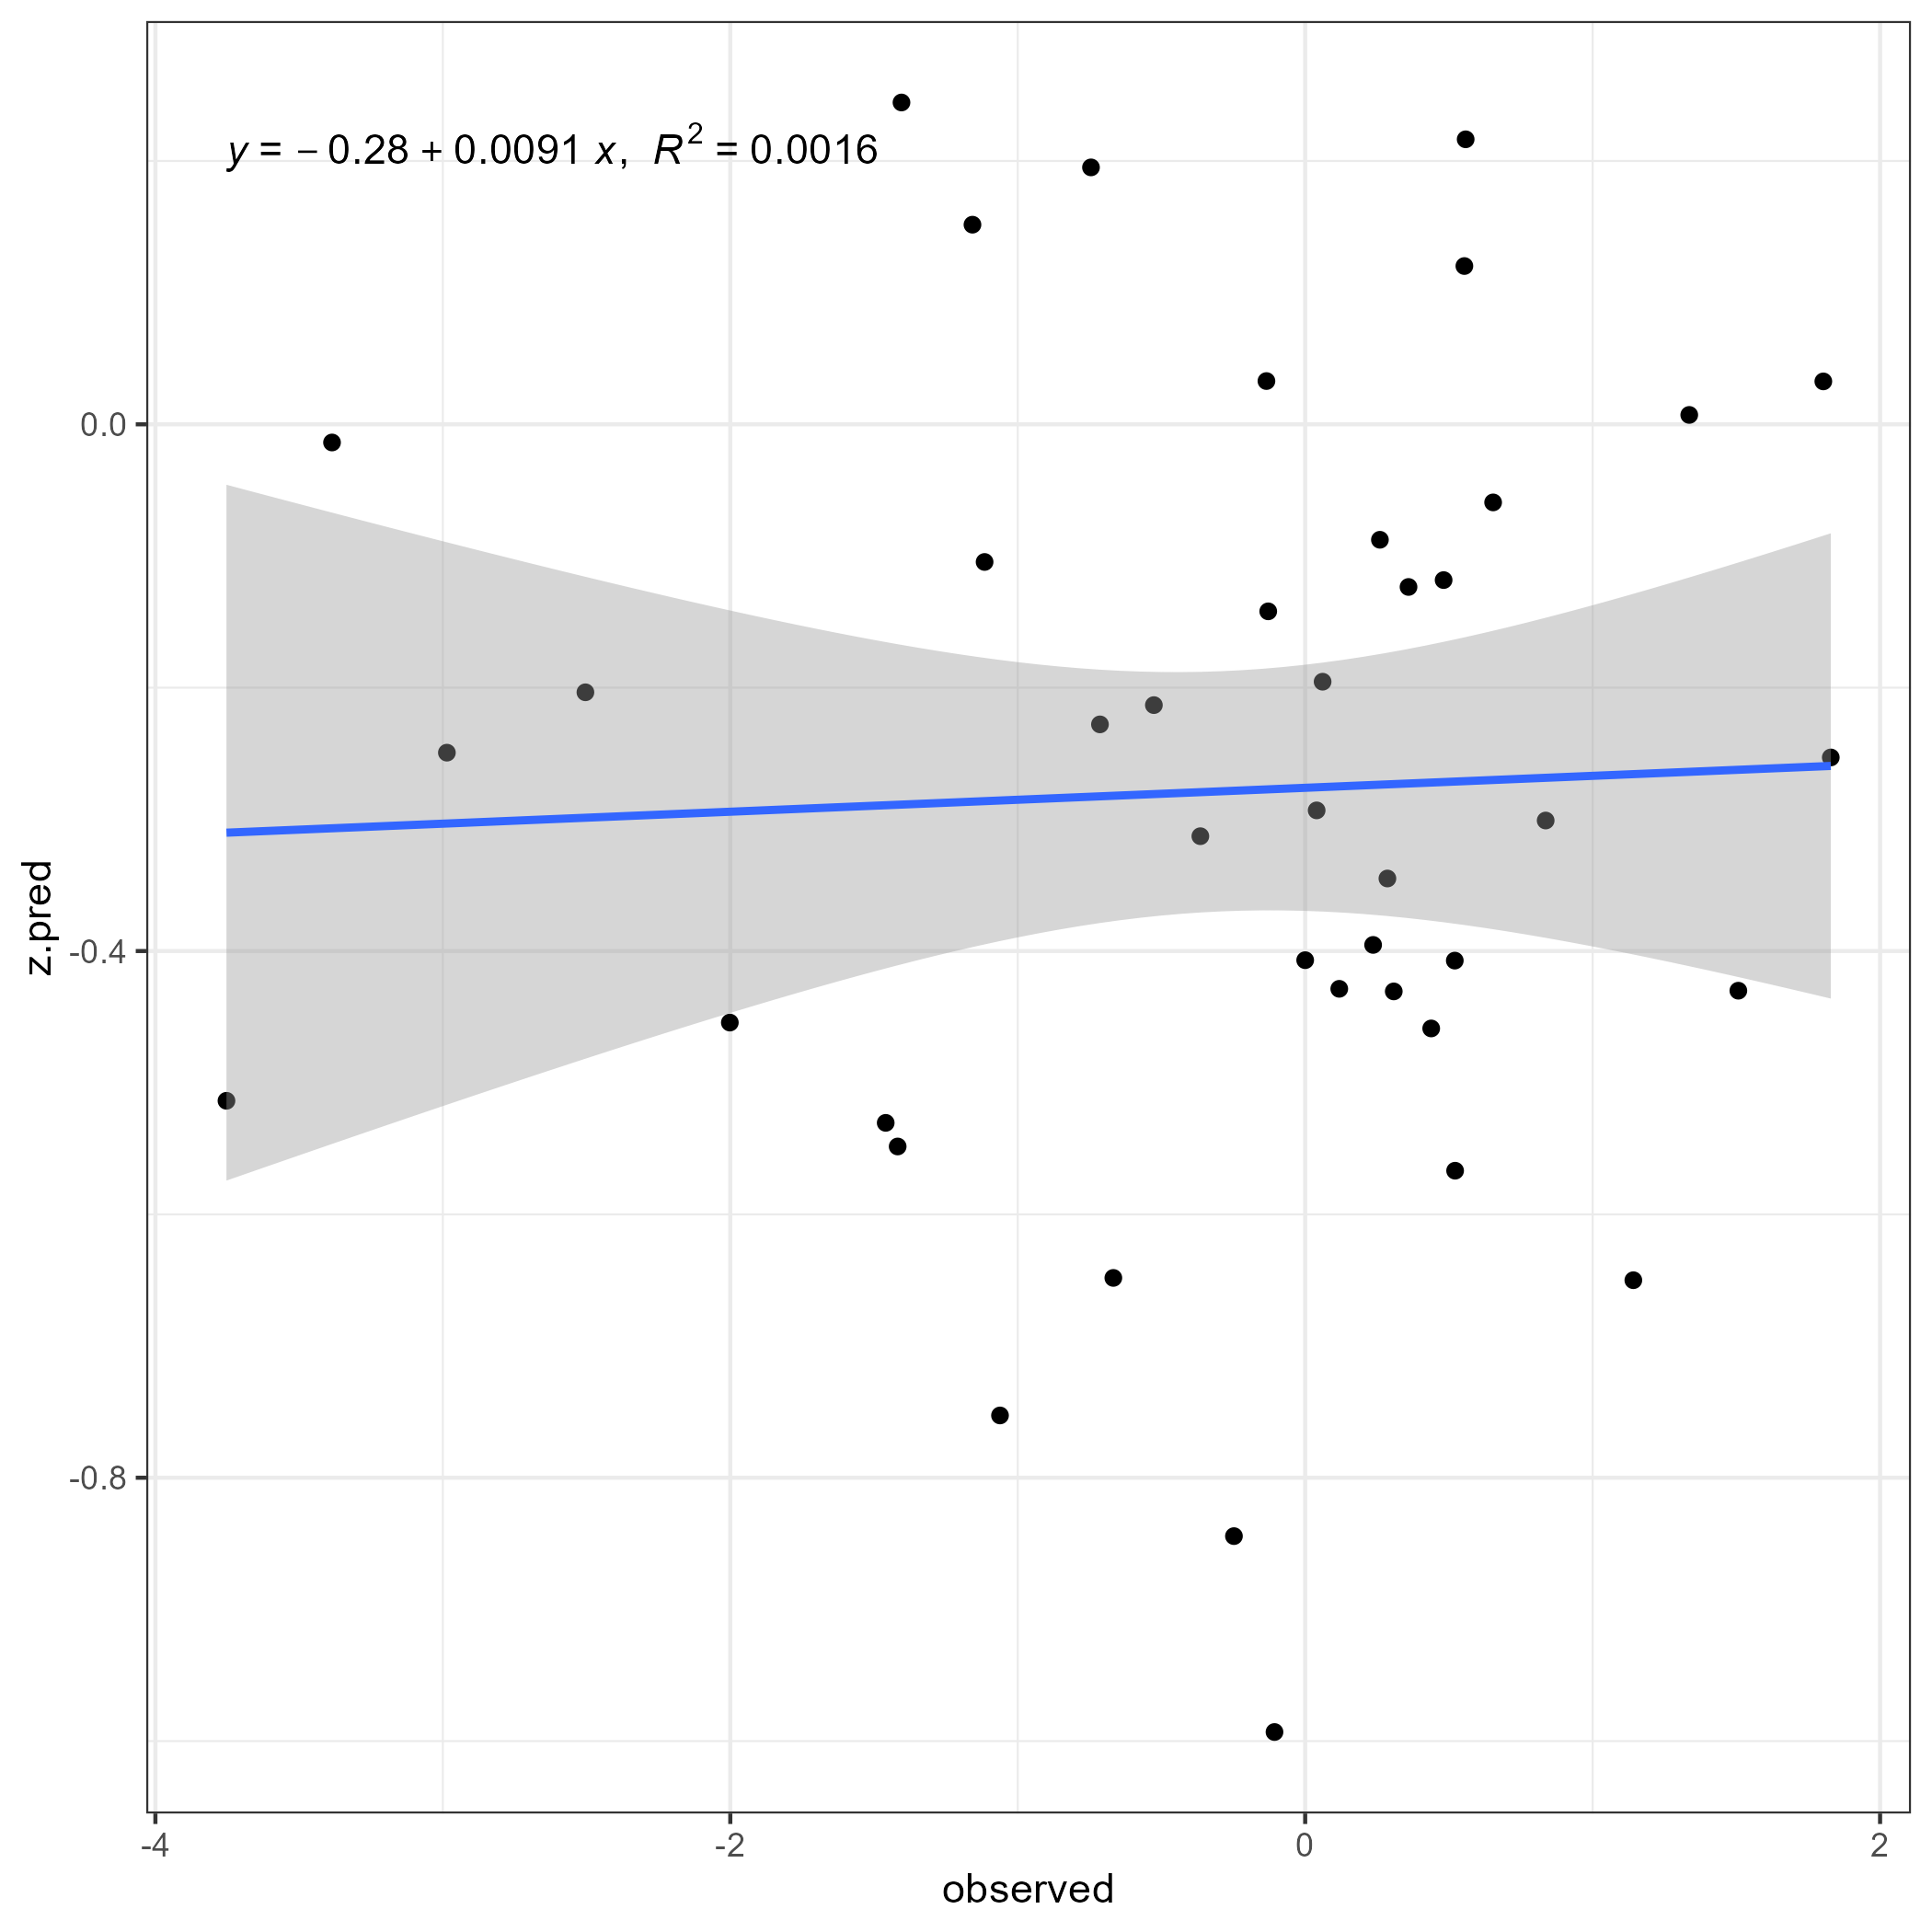 y = − 0.28 + 0.0091 x, R² = 0.0016
0.0
-0.4
-0.8
z.pred
-4 -2 0 2
observed